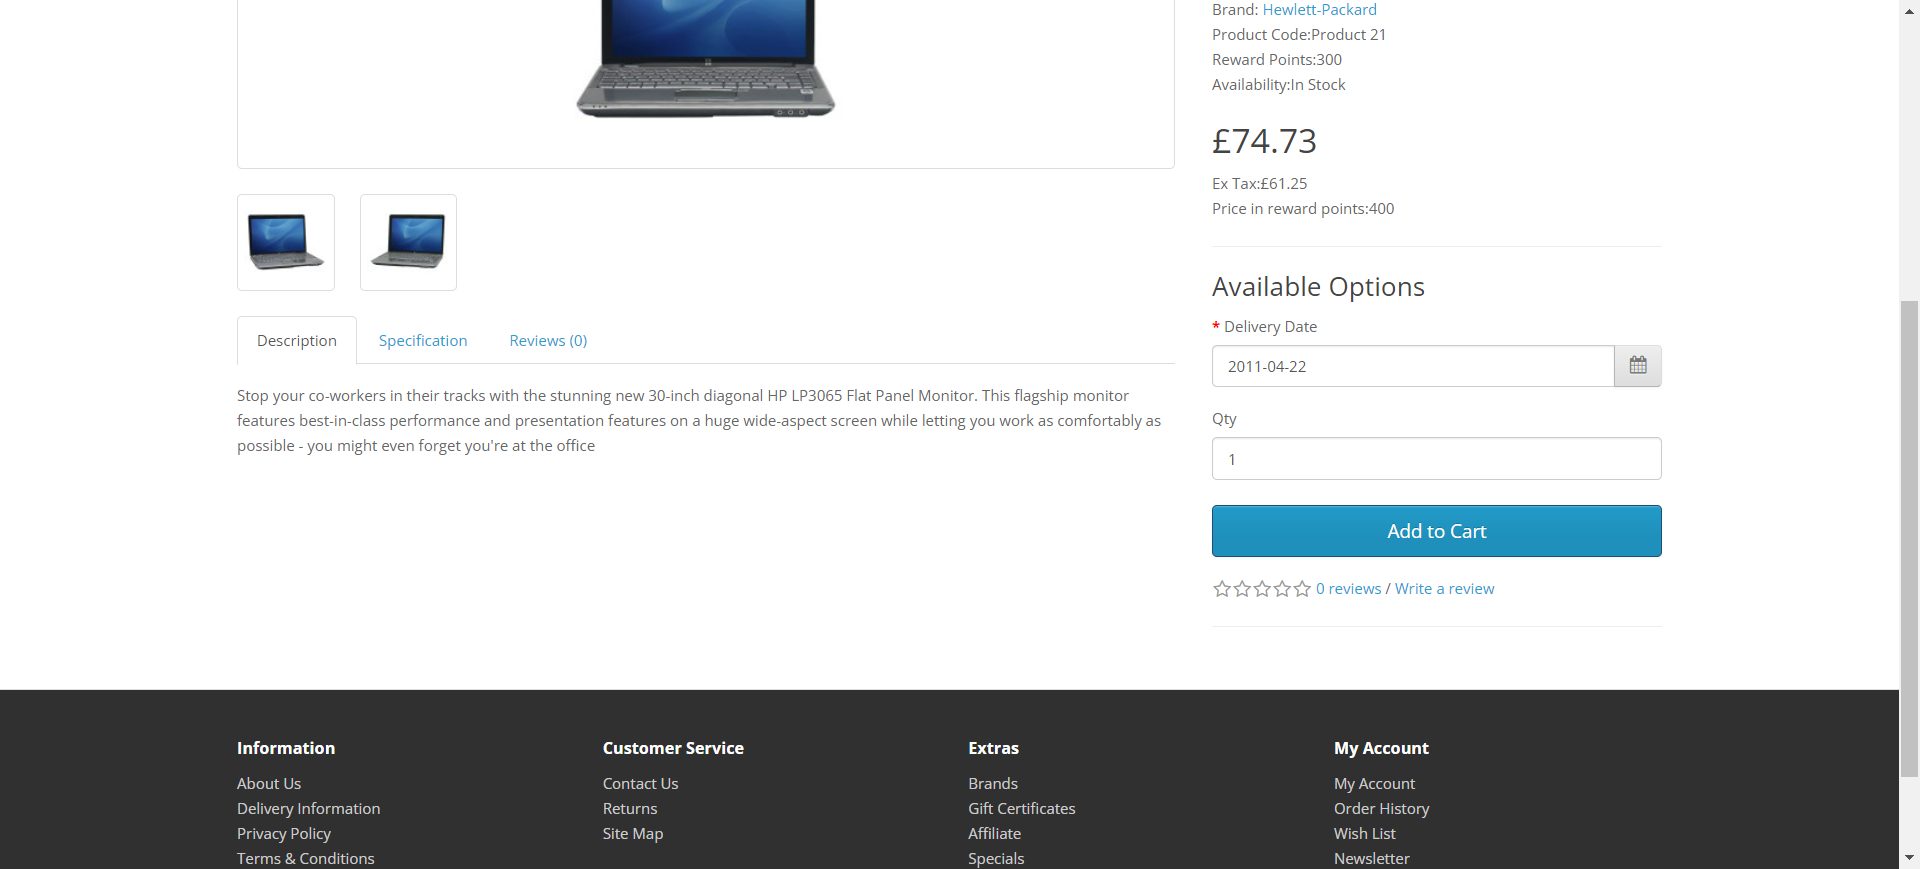 Brand: Hewlett-Packard
Product Code:Product 21
Reward Points:300
Availability:In Stock
£74.73
Ex Tax:£61.25
Price in reward points:400
Available Options
* Delivery Date
2011-04-22
Qty
1
Add to Cart
0 reviews / Write a review
Description
Specification
Reviews (0)
Stop your co-workers in their tracks with the stunning new 30-inch diagonal HP LP3065 Flat Panel Monitor. This flagship monitor
features best-in-class performance and presentation features on a huge wide-aspect screen while letting you work as comfortably as
possible - you might even forget you're at the office
Information
About Us
Delivery Information
Privacy Policy
Terms & Conditions
Customer Service
Contact Us
Returns
Site Map
Extras
Brands
Gift Certificates
Affiliate
Specials
My Account
My Account
Order History
Wish List
Newsletter